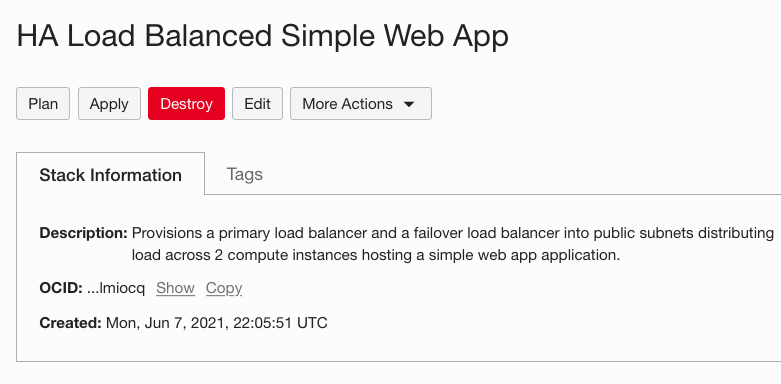 HA Load Balanced Simple Web App
Plan Apply Destroy Edit More Actions
Stack Information Tags
Description: Provisions a primary load balancer and a failover load balancer into public subnets distributing
load across 2 compute instances hosting a simple web app application.
OCID: ...lmiocq Show Copy
Created: Mon, Jun 7, 2021, 22:05:51 UTC